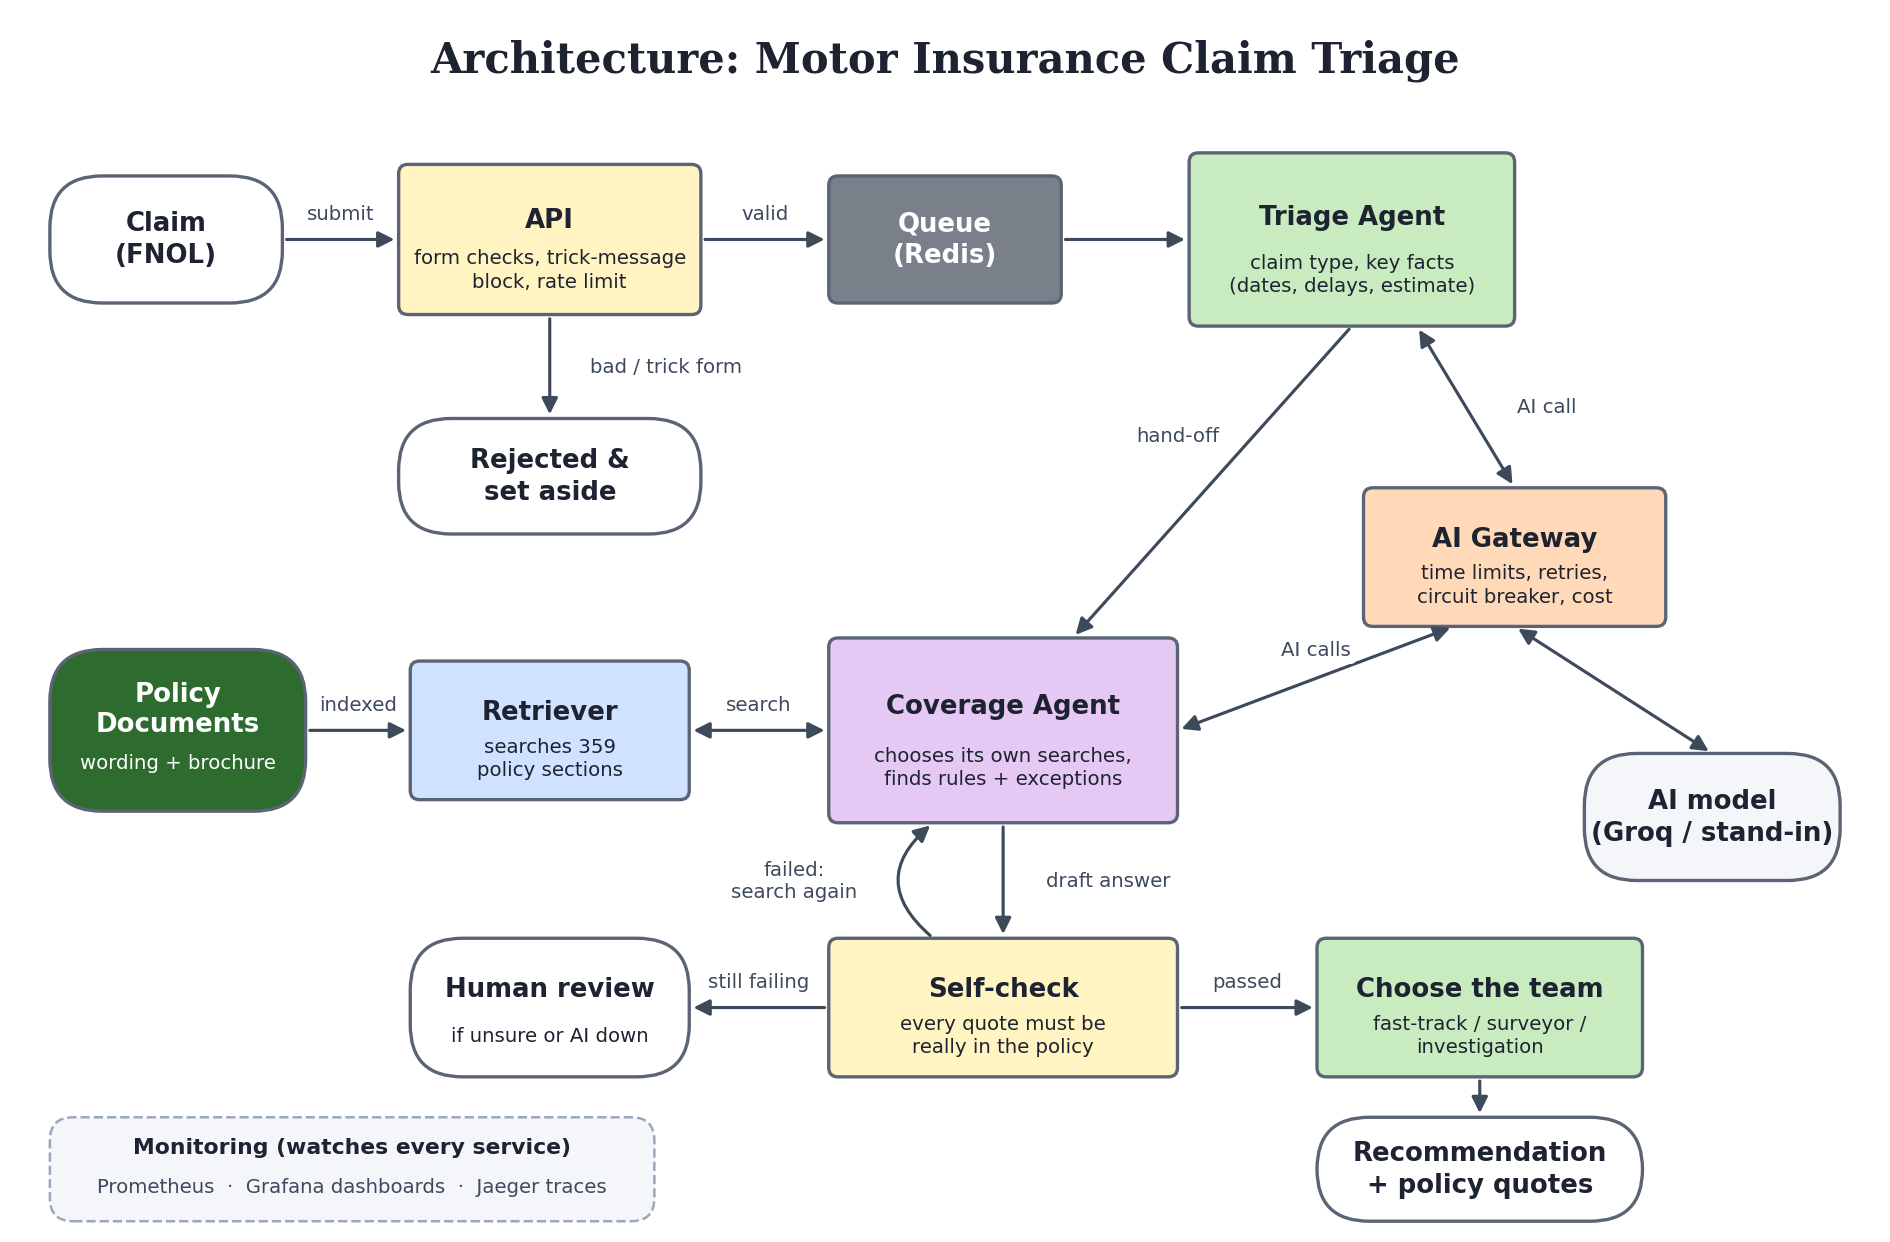 Architecture: Motor Insurance Claim Triage
Claim
(FNOL)
submit
API
form checks, trick-message
block, rate limit
valid
Queue
(Redis)
Triage Agent
claim type, key facts
(dates, delays, estimate)
bad / trick form
Rejected &
set aside
hand-off
AI call
AI Gateway
time limits, retries,
circuit breaker, cost
AI calls
Policy
Documents
wording + brochure
indexed
Retriever
searches 359
policy sections
search
Coverage Agent
chooses its own searches,
finds rules + exceptions
AI model
(Groq / stand-in)
failed:
search again
draft answer
Human review
if unsure or AI down
still failing
Self-check
every quote must be
really in the policy
passed
Choose the team
fast-track / surveyor /
investigation
Monitoring (watches every service)
Prometheus · Grafana dashboards · Jaeger traces
Recommendation
+ policy quotes